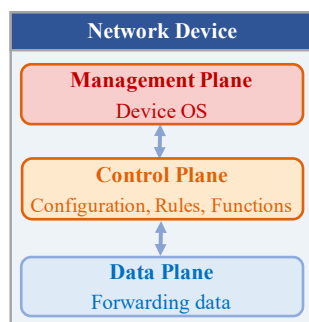 Network Device
Management Plane
Device OS
Control Plane
Configuration, Rules, Functions
Data Plane
Forwarding data